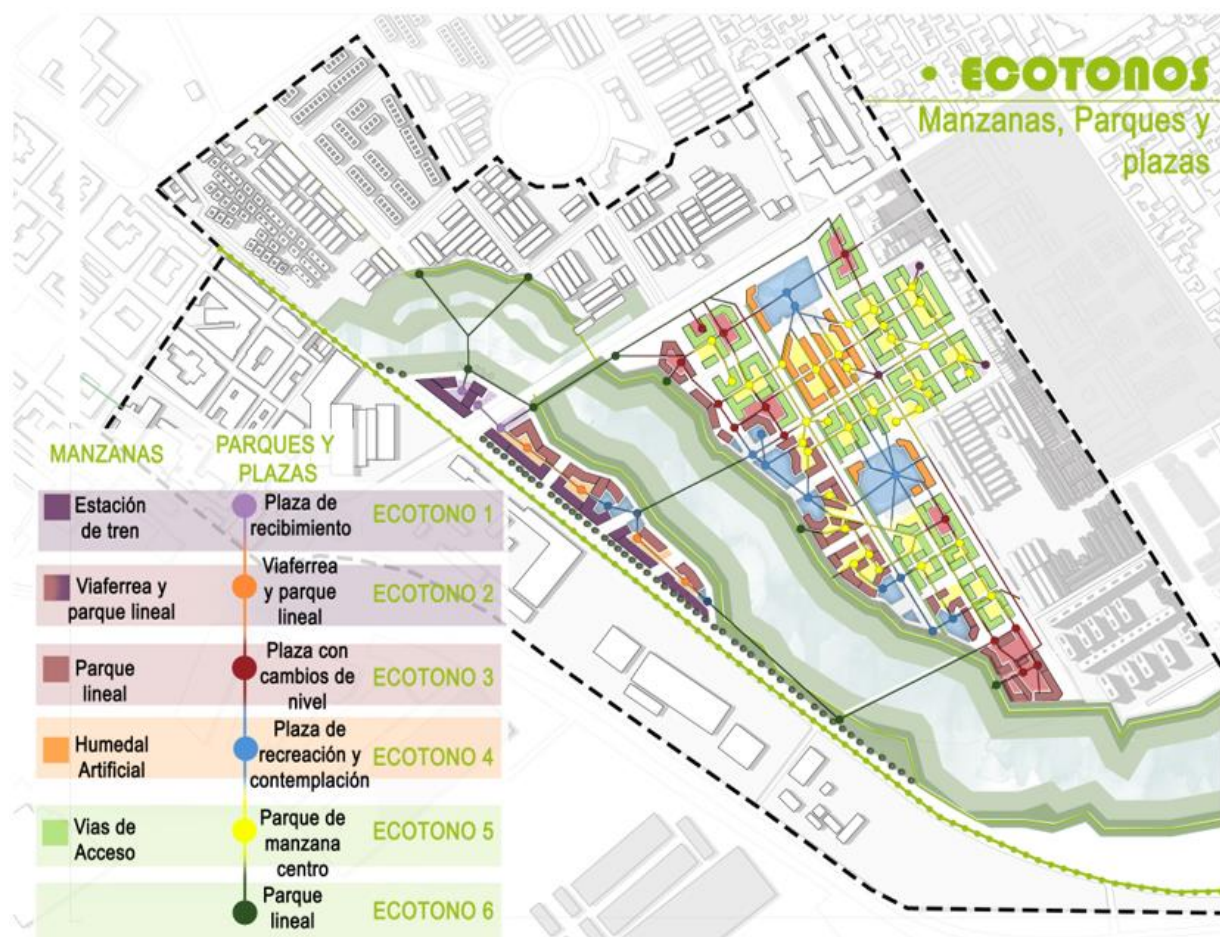 • ECOTONOS
Manzanas, Parques y
plazas
MANZANAS
PARQUES Y
PLAZAS
Estación
de tren
Plaza de
recibimiento
ECOTONO 1
Viaferrea y
parque lineal
Viaferrea
y parque
lineal
ECOTONO 2
Parque
lineal
Plaza con
cambios de
nivel
ECOTONO 3
Humedal
Artificial
Plaza de
recreación y
contemplación
ECOTONO 4
Vias de
Acceso
Parque de
manzana
centro
ECOTONO 5
Parque
lineal
ECOTONO 6